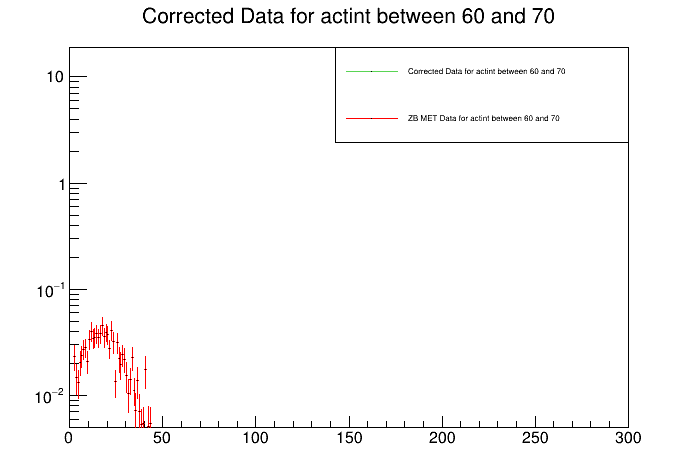 Corrected Data for actint between 60 and 70
10
Corrected Data for actint between 60 and 70
ZB MET Data for actint between 60 and 70
1
10⁻¹
10⁻²
0 50 100 150 200 250 300